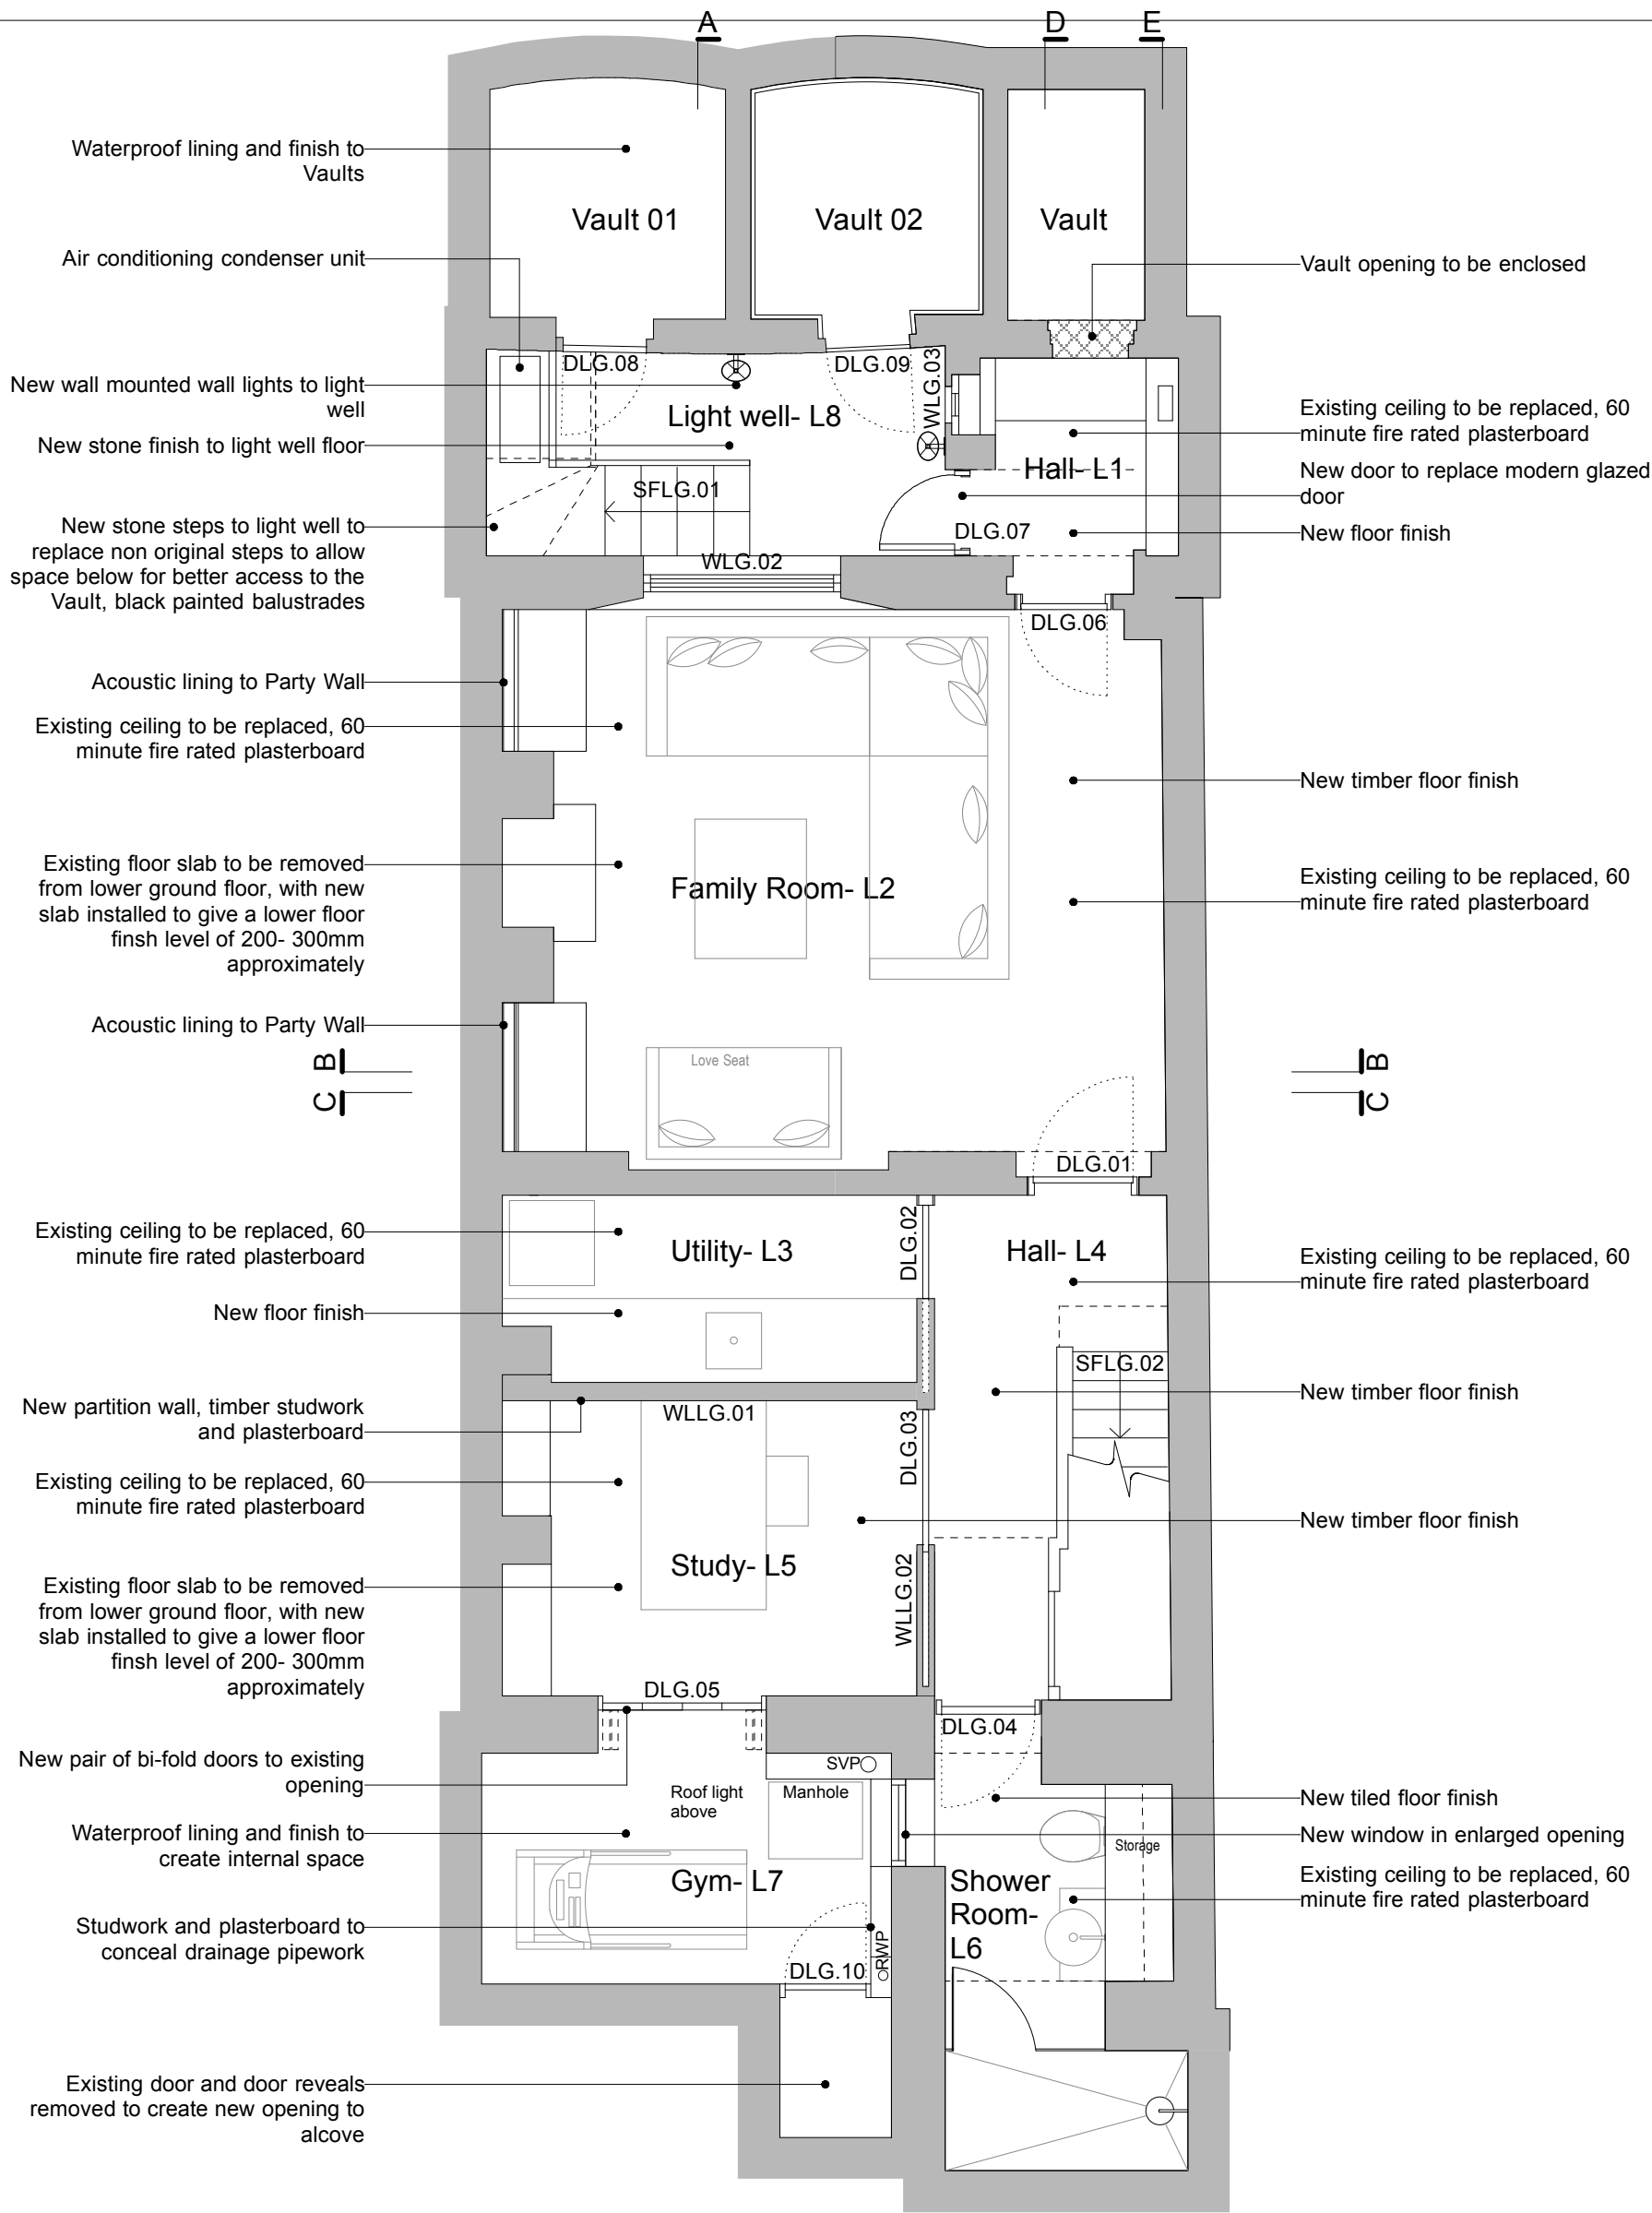 A
D
E
Waterproof lining and finish to
Vaults
Vault 01
Vault 02
Vault
Air conditioning condenser unit
Vault opening to be enclosed
DLG.08
DLG.09
WLG.03
New wall mounted wall lights to light
well
Light well- L8
Existing ceiling to be replaced, 60
minute fire rated plasterboard
New stone finish to light well floor
Hall- L1
New door to replace modern glazed
door
SFLG.01
New stone steps to light well to
replace non original steps to allow
space below for better access to the
Vault, black painted balustrades
DLG.07
New floor finish
WLG.02
DLG.06
Acoustic lining to Party Wall
Existing ceiling to be replaced, 60
minute fire rated plasterboard
New timber floor finish
Existing floor slab to be removed
from lower ground floor, with new
slab installed to give a lower floor
finsh level of 200- 300mm
approximately
Family Room- L2
Existing ceiling to be replaced, 60
minute fire rated plasterboard
Acoustic lining to Party Wall
Love Seat
B
B
C
C
DLG.01
Existing ceiling to be replaced, 60
minute fire rated plasterboard
Utility- L3
DLG.02
Hall- L4
Existing ceiling to be replaced, 60
minute fire rated plasterboard
New floor finish
SFLG.02
New timber floor finish
New partition wall, timber studwork
and plasterboard
WLLG.01
DLG.03
Existing ceiling to be replaced, 60
minute fire rated plasterboard
New timber floor finish
Study- L5
WLLG.02
Existing floor slab to be removed
from lower ground floor, with new
slab installed to give a lower floor
finsh level of 200- 300mm
approximately
DLG.05
DLG.04
New pair of bi-fold doors to existing
opening
SVP
Roof light
above
Manhole
New tiled floor finish
Waterproof lining and finish to
create internal space
New window in enlarged opening
Storage
Gym- L7
Shower
Room-
L6
Existing ceiling to be replaced, 60
minute fire rated plasterboard
Studwork and plasterboard to
conceal drainage pipework
RWP
DLG.10
Existing door and door reveals
removed to create new opening to
alcove